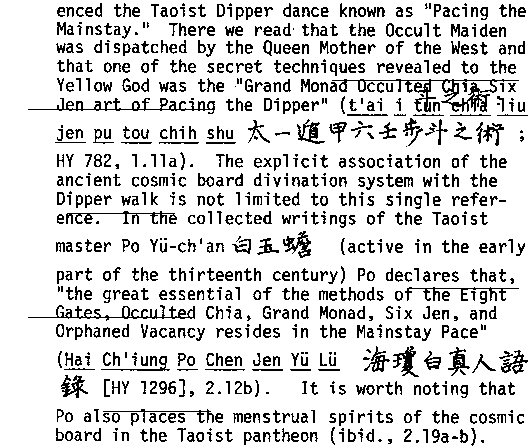 enced the Taoist Dipper dance known as "Pacing the
Mainstay." There we read that the Occult Maiden
was dispatched by the Queen Mother of the West and
that one of the secret techniques revealed to the
Yellow God was the "Grand Monad Occulted Chia Six
Jen art of Pacing the Dipper" (t'ai i tun chia liu
jen pu tou chih shu 太一遁甲六壬步斗之術 ;
HY 782, 1.11a). The explicit association of the
ancient cosmic board divination system with the
Dipper walk is not limited to this single refer-
ence. In the collected writings of the Taoist
master Po Yü-ch'an 白玉蟾 (active in the early
part of the thirteenth century) Po declares that,
"the great essential of the methods of the Eight
Gates, Occulted Chia, Grand Monad, Six Jen, and
Orphaned Vacancy resides in the Mainstay Pace"
(Hai Ch'iung Po Chen Jen Yü Lü 海瓊白真人語
錄 [HY 1296], 2.12b). It is worth noting that
Po also places the menstrual spirits of the cosmic
board in the Taoist pantheon (ibid., 2.19a-b).